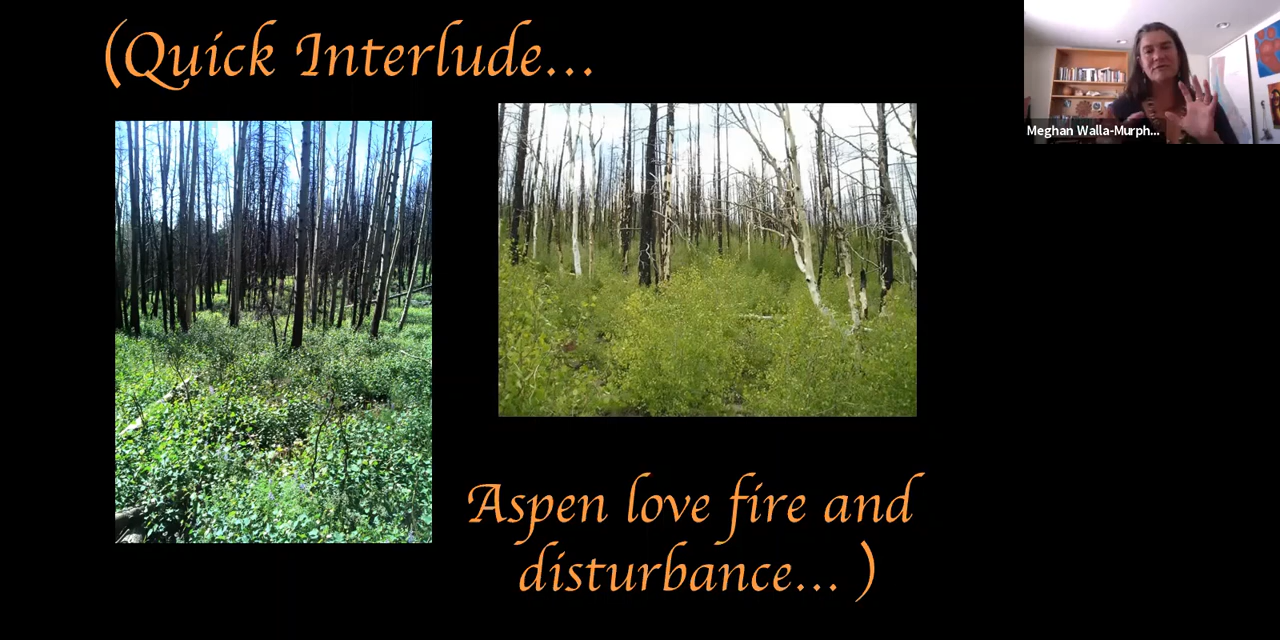 (Quick Interlude...
Meghan Walla-Murph...
Aspen love fire and
disturbance... )